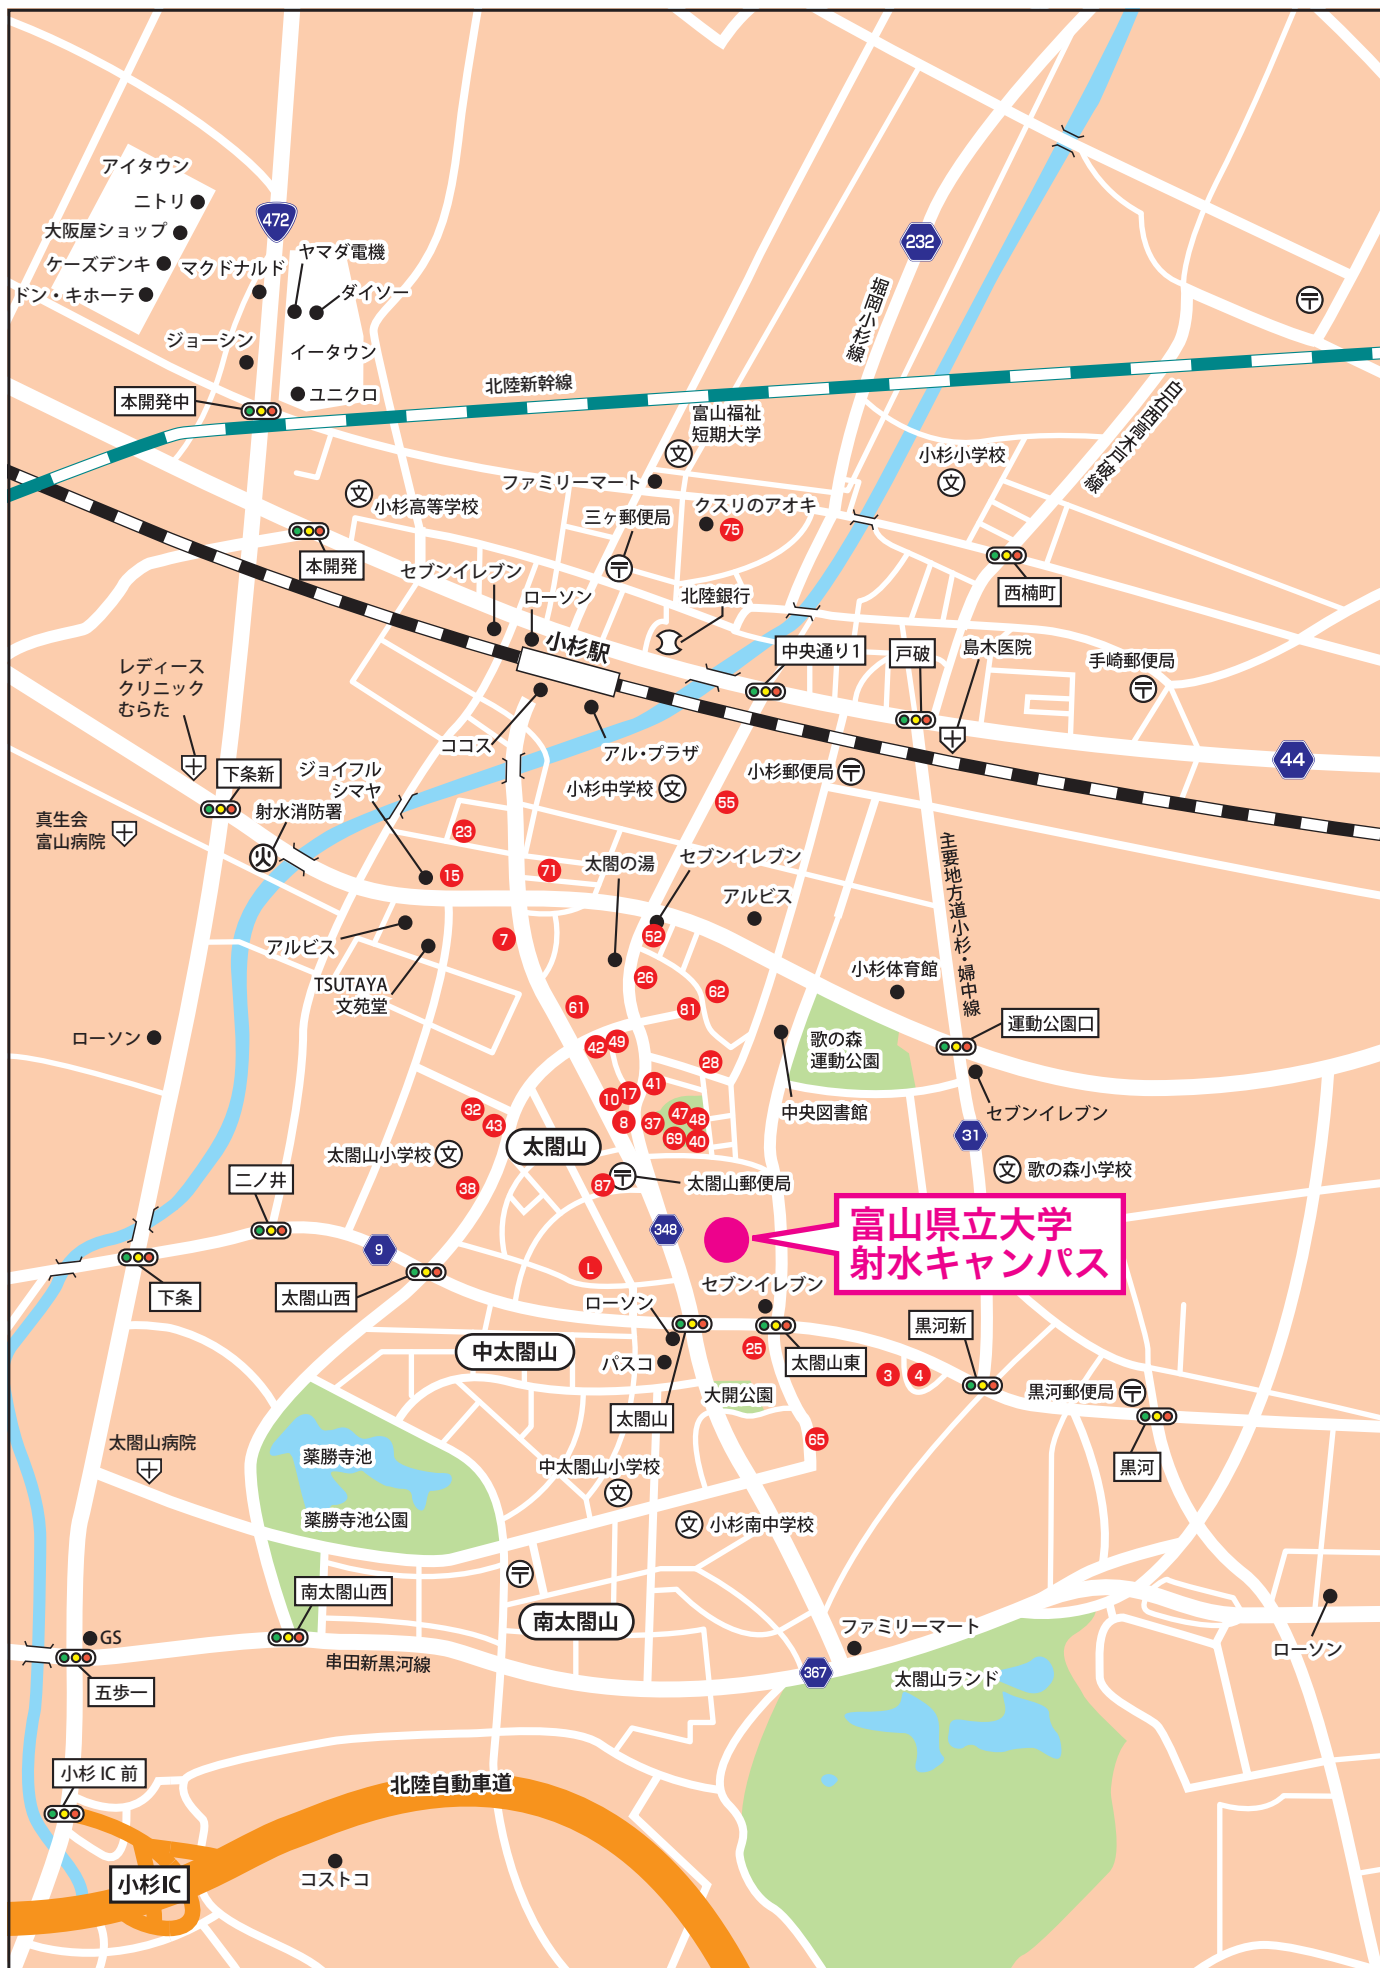 アイタウン
ニトリ
大阪屋ショップ
ケーズデンキ
ドン・キホーテ
472
ヤマダ電機
マクドナルド
ダイソー
ジョーシン
イータウン
ユニクロ
本開発中
232
堀岡小杉線
北陸新幹線
白石西高木戸破線
富山福祉
短期大学
文
小杉小学校
文
ファミリーマート
文
小杉高等学校
クスリのアオキ
75
三ヶ郵便局
本開発
セブンイレブン
ローソン
北陸銀行
西楠町
小杉駅
中央通り1
戸破
島木医院
手崎郵便局
レディース
クリニック
むらた
ココス
アル・プラザ
44
下条新
ジョイフル
シマヤ
小杉中学校
文
小杉郵便局
射水消防署
火
真生会
富山病院
55
23
15
71
太閤の湯
セブンイレブン
アルビス
主要地方道小杉・婦中線
アルビス
7
52
TSUTAYA
文苑堂
26
62
小杉体育館
61
81
ローソン
42
49
歌の森
運動公園
運動公園口
28
41
10
17
32
43
8
37
47
48
69
40
中央図書館
セブンイレブン
31
太閤山
太閤山小学校
文
文
歌の森小学校
二ノ井
38
87
太閤山郵便局
348
富山県立大学
射水キャンパス
9
L
下条
太閤山西
セブンイレブン
ローソン
黒河新
中太閤山
パスコ
25
太閤山東
3
4
大開公園
黒河郵便局
太閤山
65
太閤山病院
薬勝寺池
中太閤山小学校
文
黒河
薬勝寺池公園
文
小杉南中学校
南太閤山西
南太閤山
GS
串田新黒河線
ファミリーマート
ローソン
367
太閤山ランド
五歩一
小杉 IC 前
北陸自動車道
小杉IC
コストコ